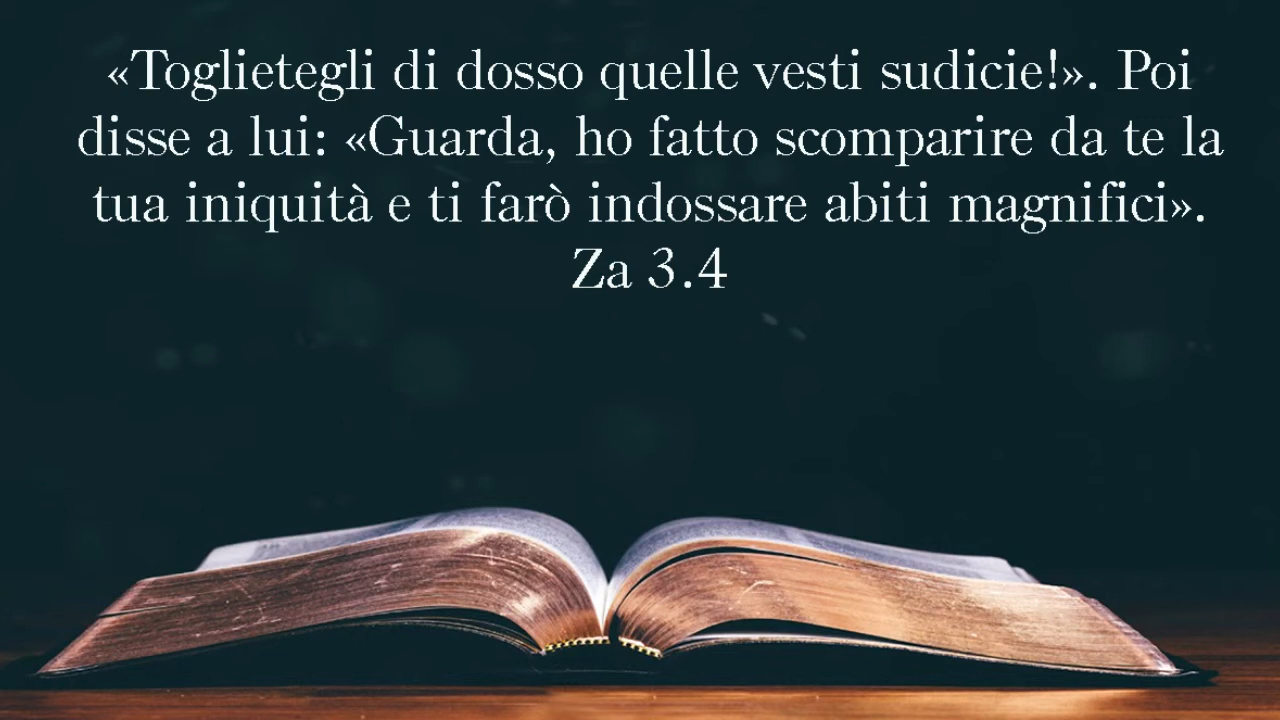 «Toglietegli di dosso quelle vesti sudicie!». Poi
disse a lui: «Guarda, ho fatto scomparire da te la
tua iniquità e ti farò indossare abiti magnifici».
Za 3.4